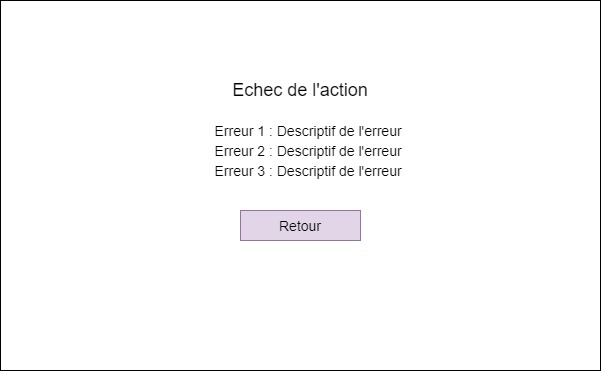 Echec de l'action
Erreur 1 : Descriptif de l'erreur
Erreur 2 : Descriptif de l'erreur
Erreur 3 : Descriptif de l'erreur
Retour